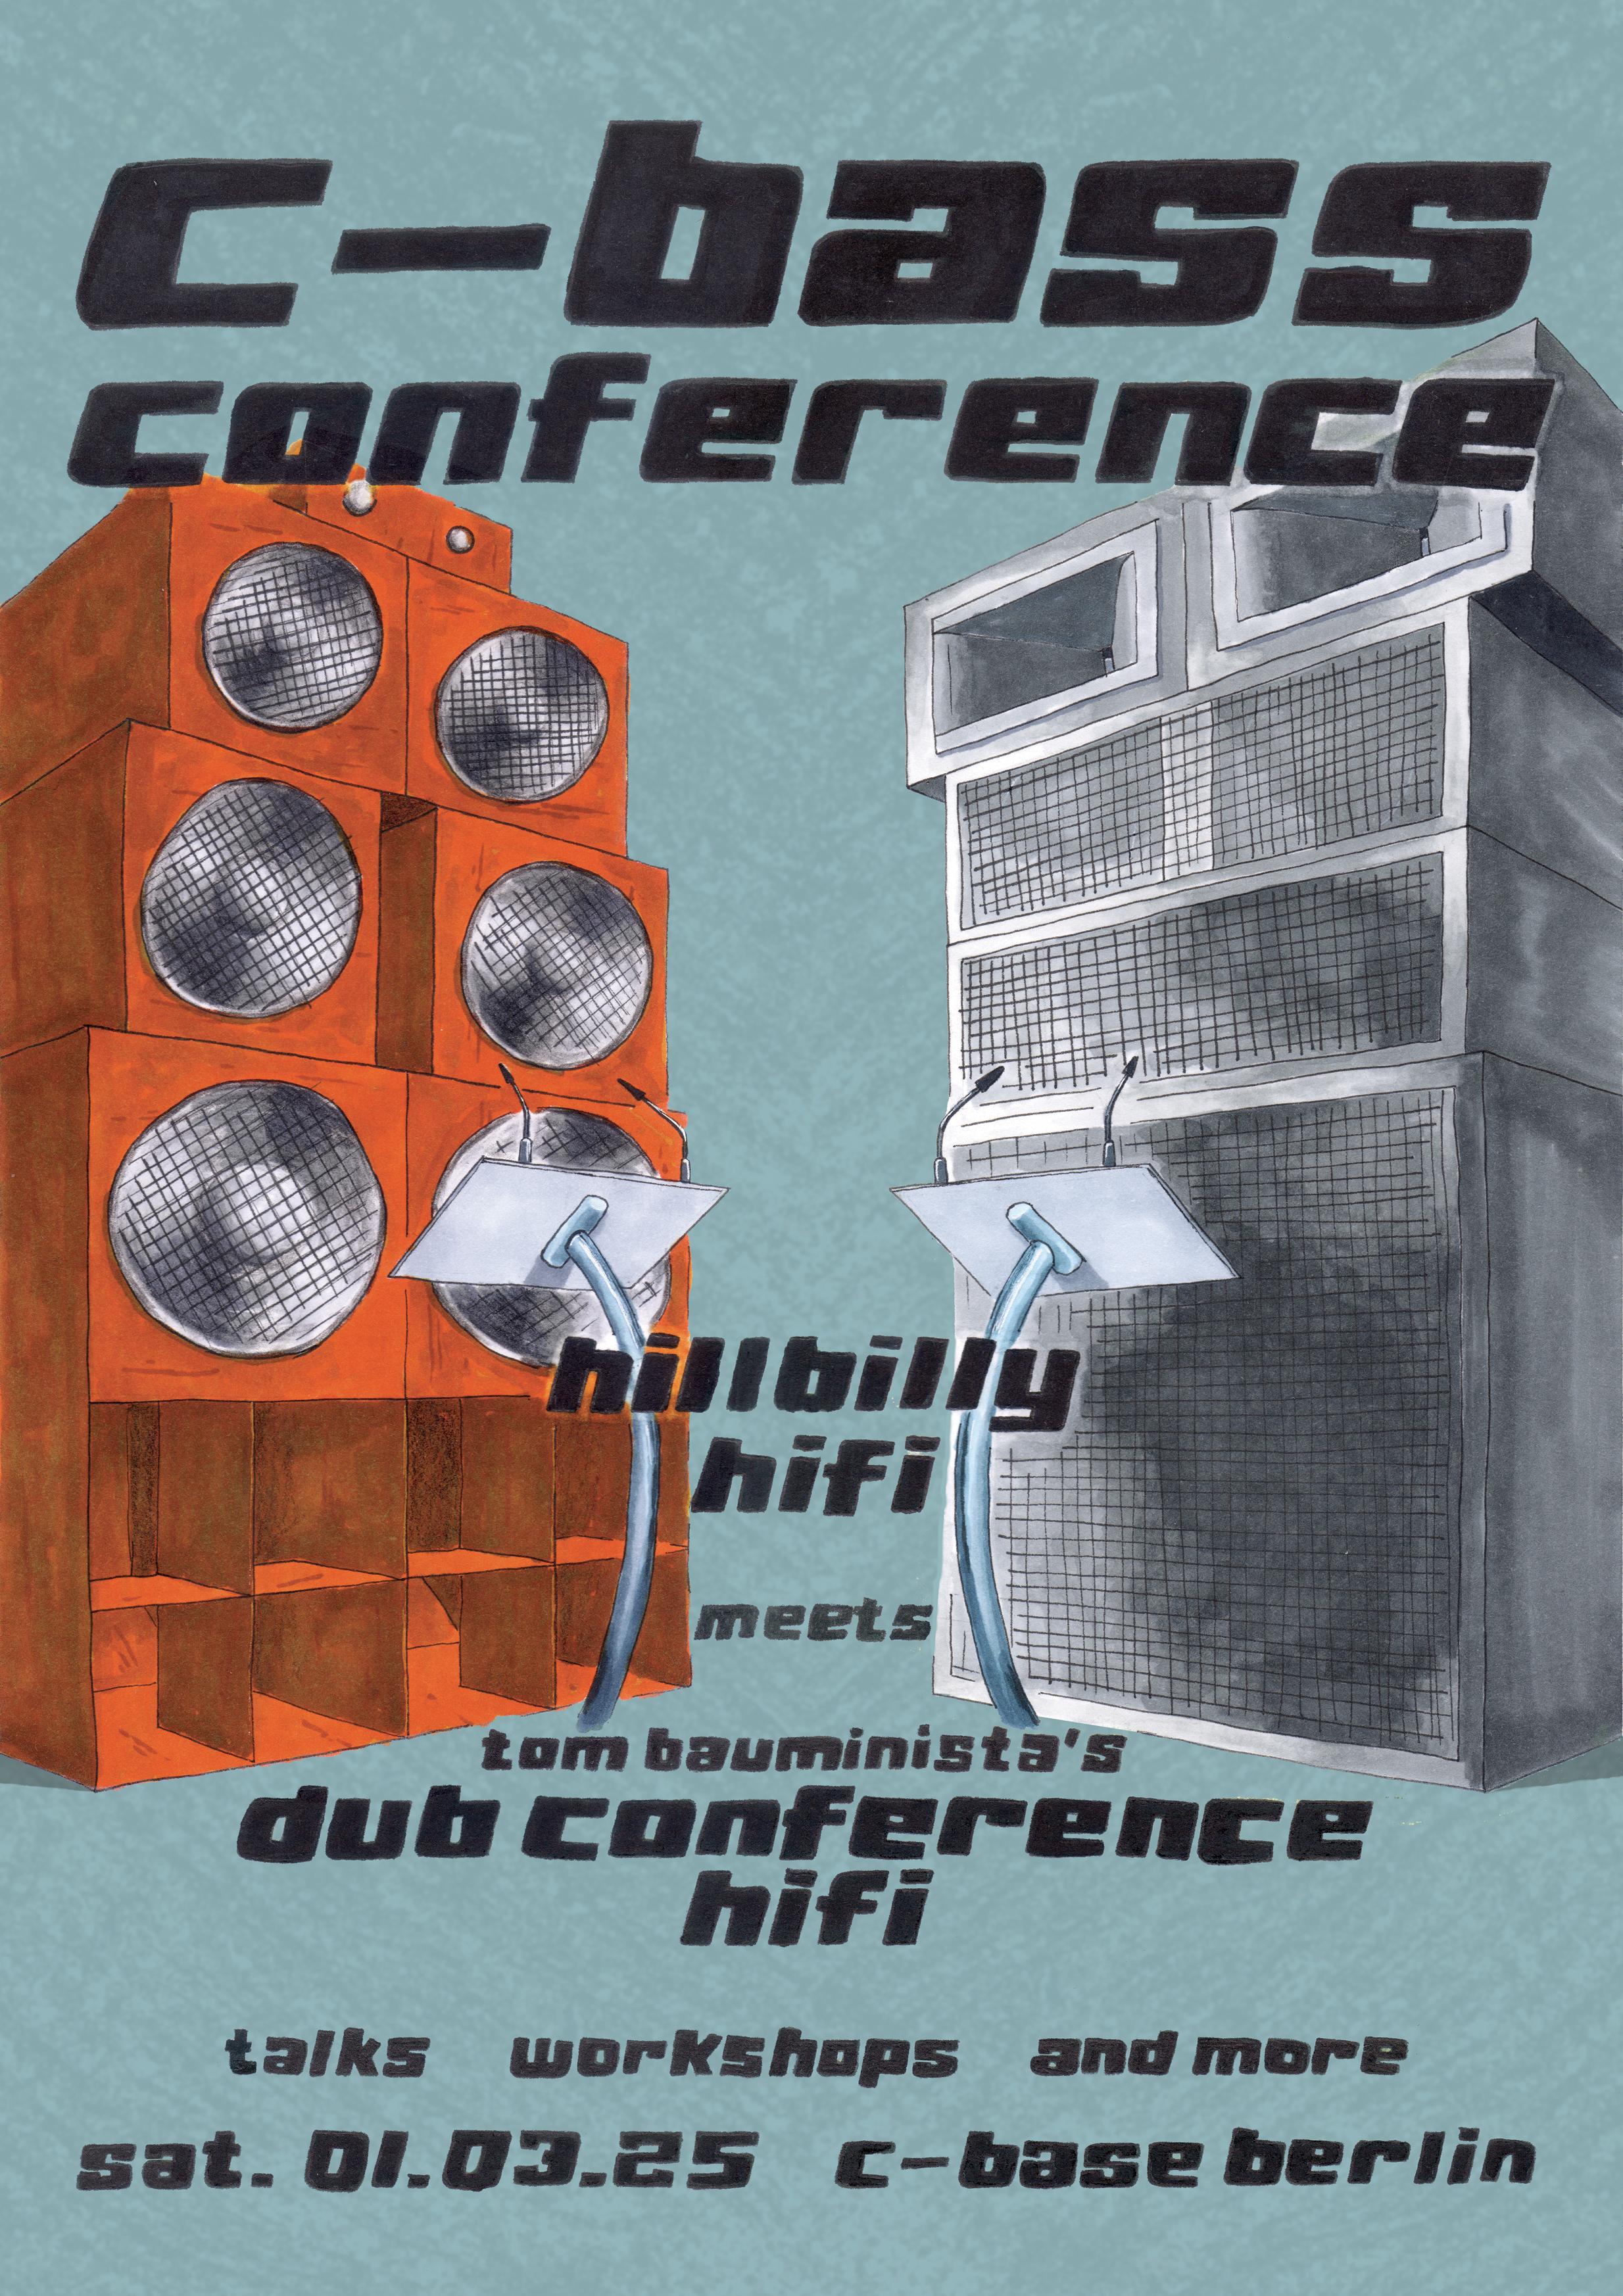 c-bass
conference
hillbilly
hifi
meets
tom bauminista's
dub conference
hifi
talks workshops and more
sat. 01.03.25 c-base berlin